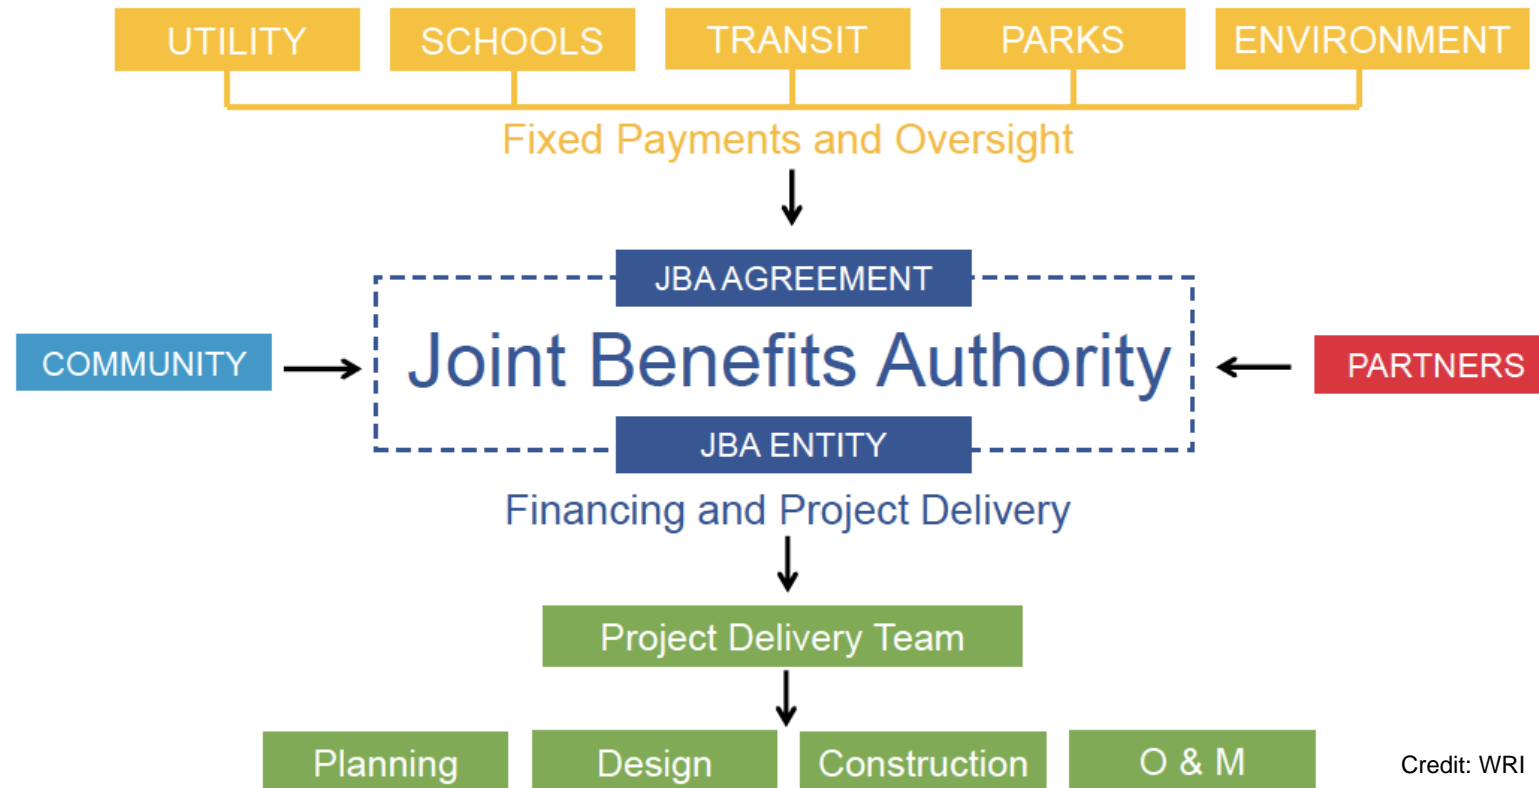 UTILITY SCHOOLS TRANSIT PARKS ENVIRONMENT
Fixed Payments and Oversight
JBA AGREEMENT
COMMUNITY Joint Benefits Authority PARTNERS
JBA ENTITY
Financing and Project Delivery
Project Delivery Team
Planning Design Construction O & M
Credit: WRI